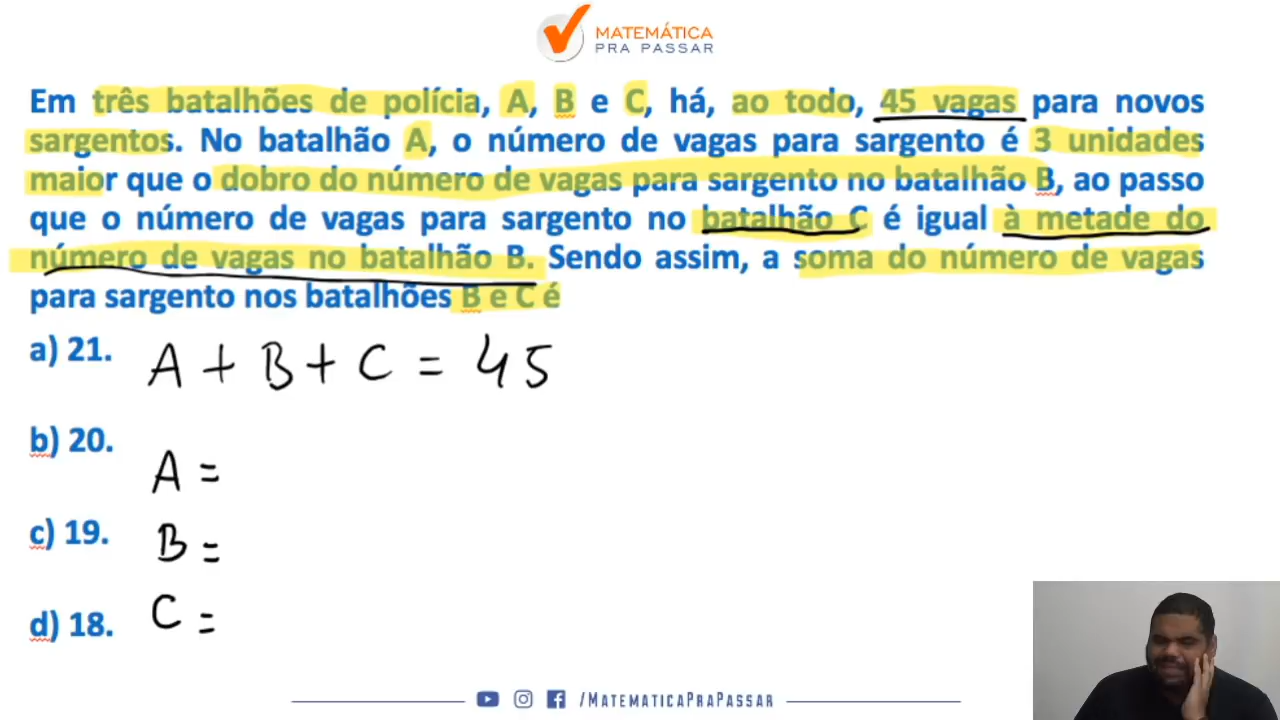 MATEMÁTICA
PRA PASSAR
Em três batalhões de polícia, A, B e C, há, ao todo, 45 vagas para novos
sargentos. No batalhão A, o número de vagas para sargento é 3 unidades
maior que o dobro do número de vagas para sargento no batalhão B, ao passo
que o número de vagas para sargento no batalhão C é igual à metade do
número de vagas no batalhão B. Sendo assim, a soma do número de vagas
para sargento nos batalhões B e C é
a) 21.
A + B + C = 45
b) 20.
A =
c) 19.
B =
d) 18.
C =
/MATEMATICAPRAPASSAR